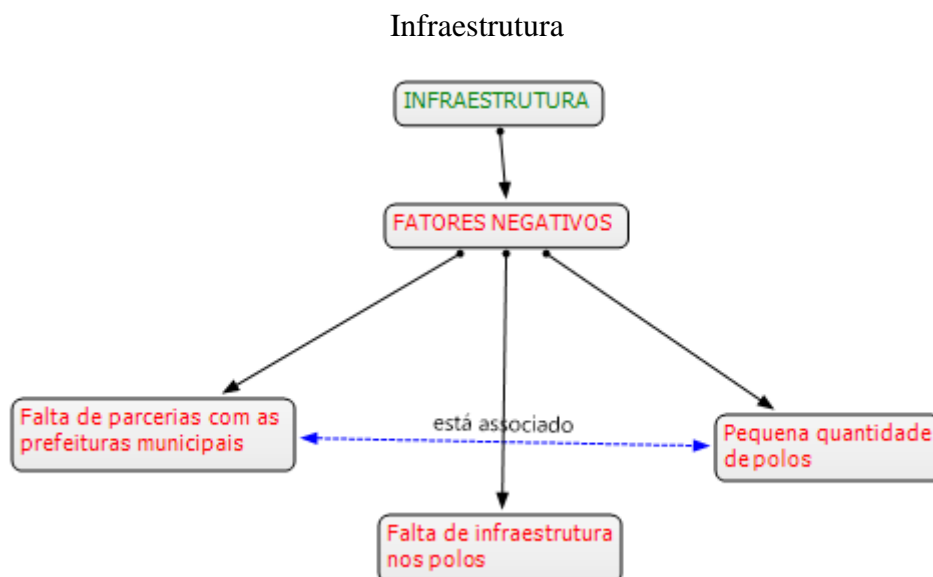 Infraestrutura
INFRAESTRUTURA
FATORES NEGATIVOS
Falta de parcerias com as
prefeituras municipais
está associado
Pequena quantidade
de polos
Falta de infraestrutura
nos polos